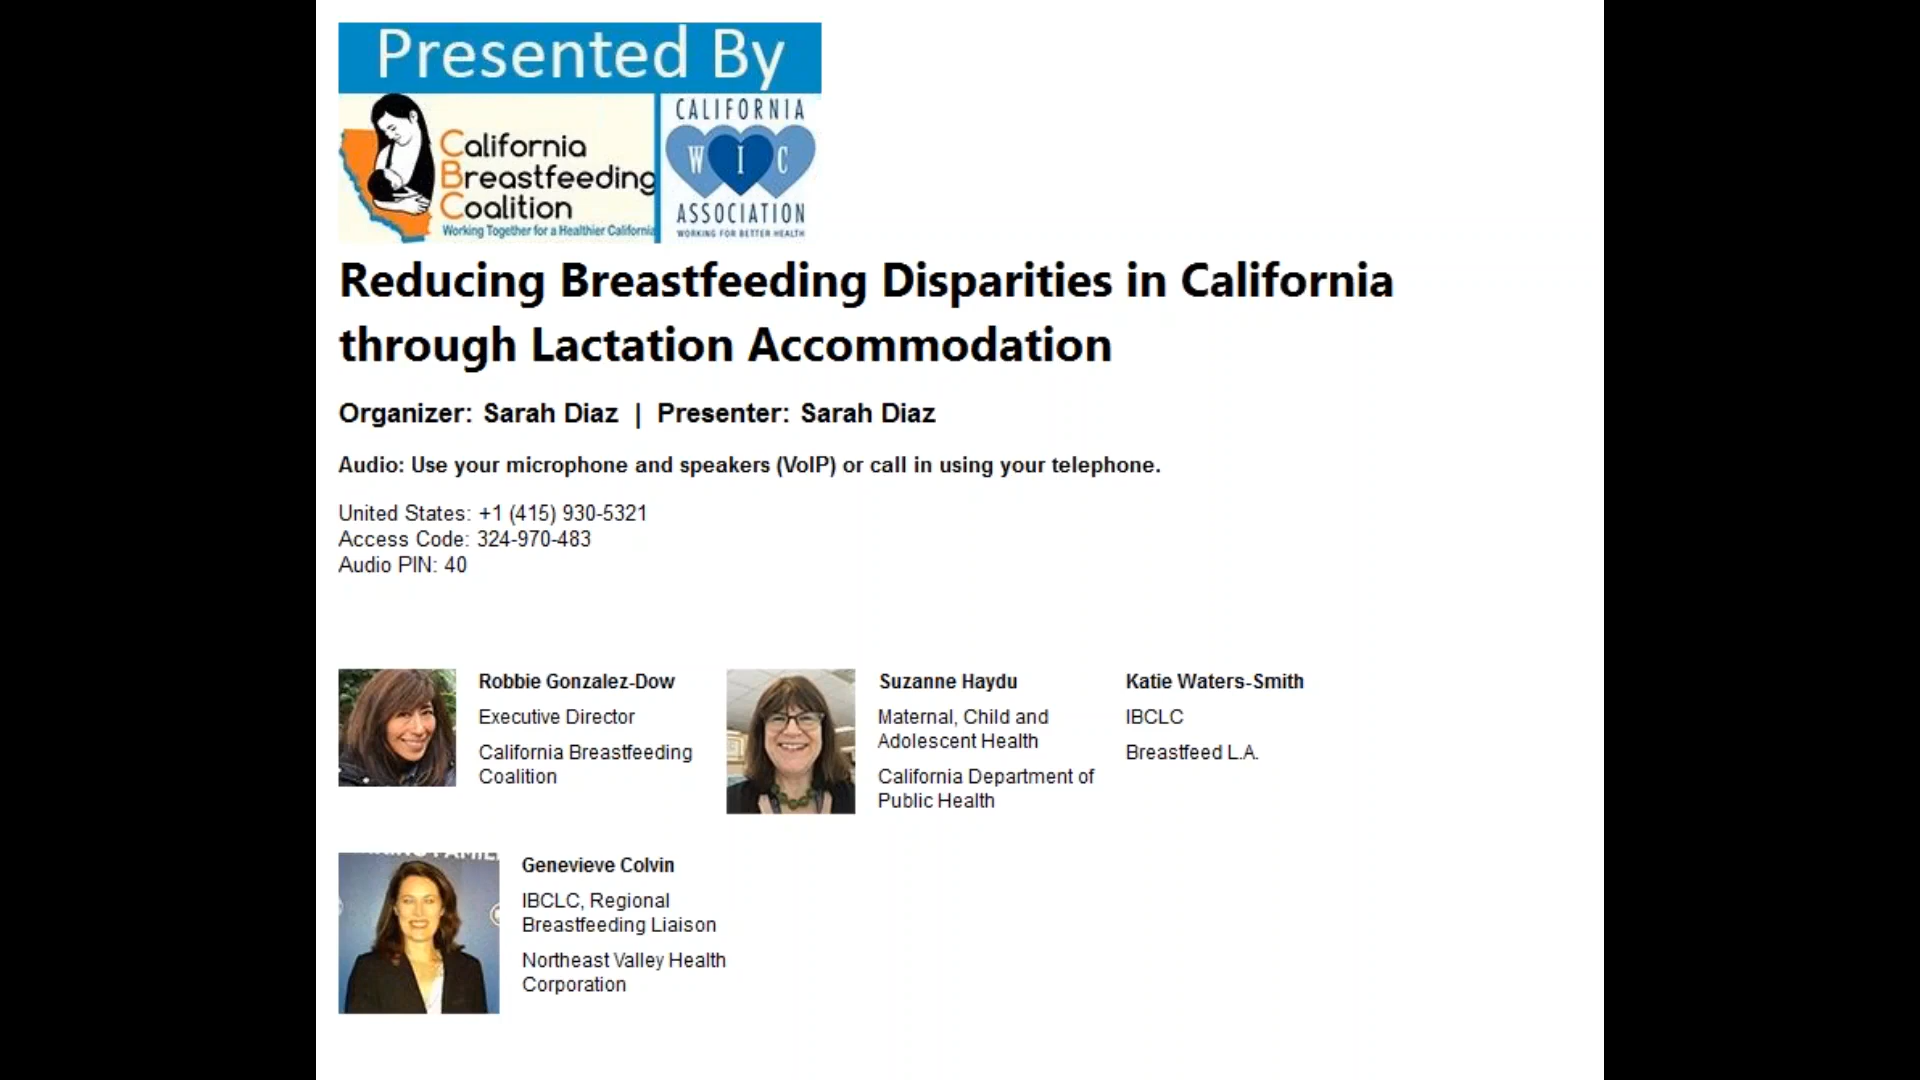 Presented By
California
Breastfeeding
Coalition
Working Together for a Healthier California
CALIFORNIA
W I C
ASSOCIATION
WORKING FOR BETTER HEALTH
Reducing Breastfeeding Disparities in California
through Lactation Accommodation
Organizer: Sarah Diaz | Presenter: Sarah Diaz
Audio: Use your microphone and speakers (VoIP) or call in using your telephone.
United States: +1 (415) 930-5321
Access Code: 324-970-483
Audio PIN: 40
Robbie Gonzalez-Dow
Executive Director
California Breastfeeding
Coalition
Suzanne Haydu
Maternal, Child and
Adolescent Health
California Department of
Public Health
Katie Waters-Smith
IBCLC
Breastfeed L.A.
Genevieve Colvin
IBCLC, Regional
Breastfeeding Liaison
Northeast Valley Health
Corporation